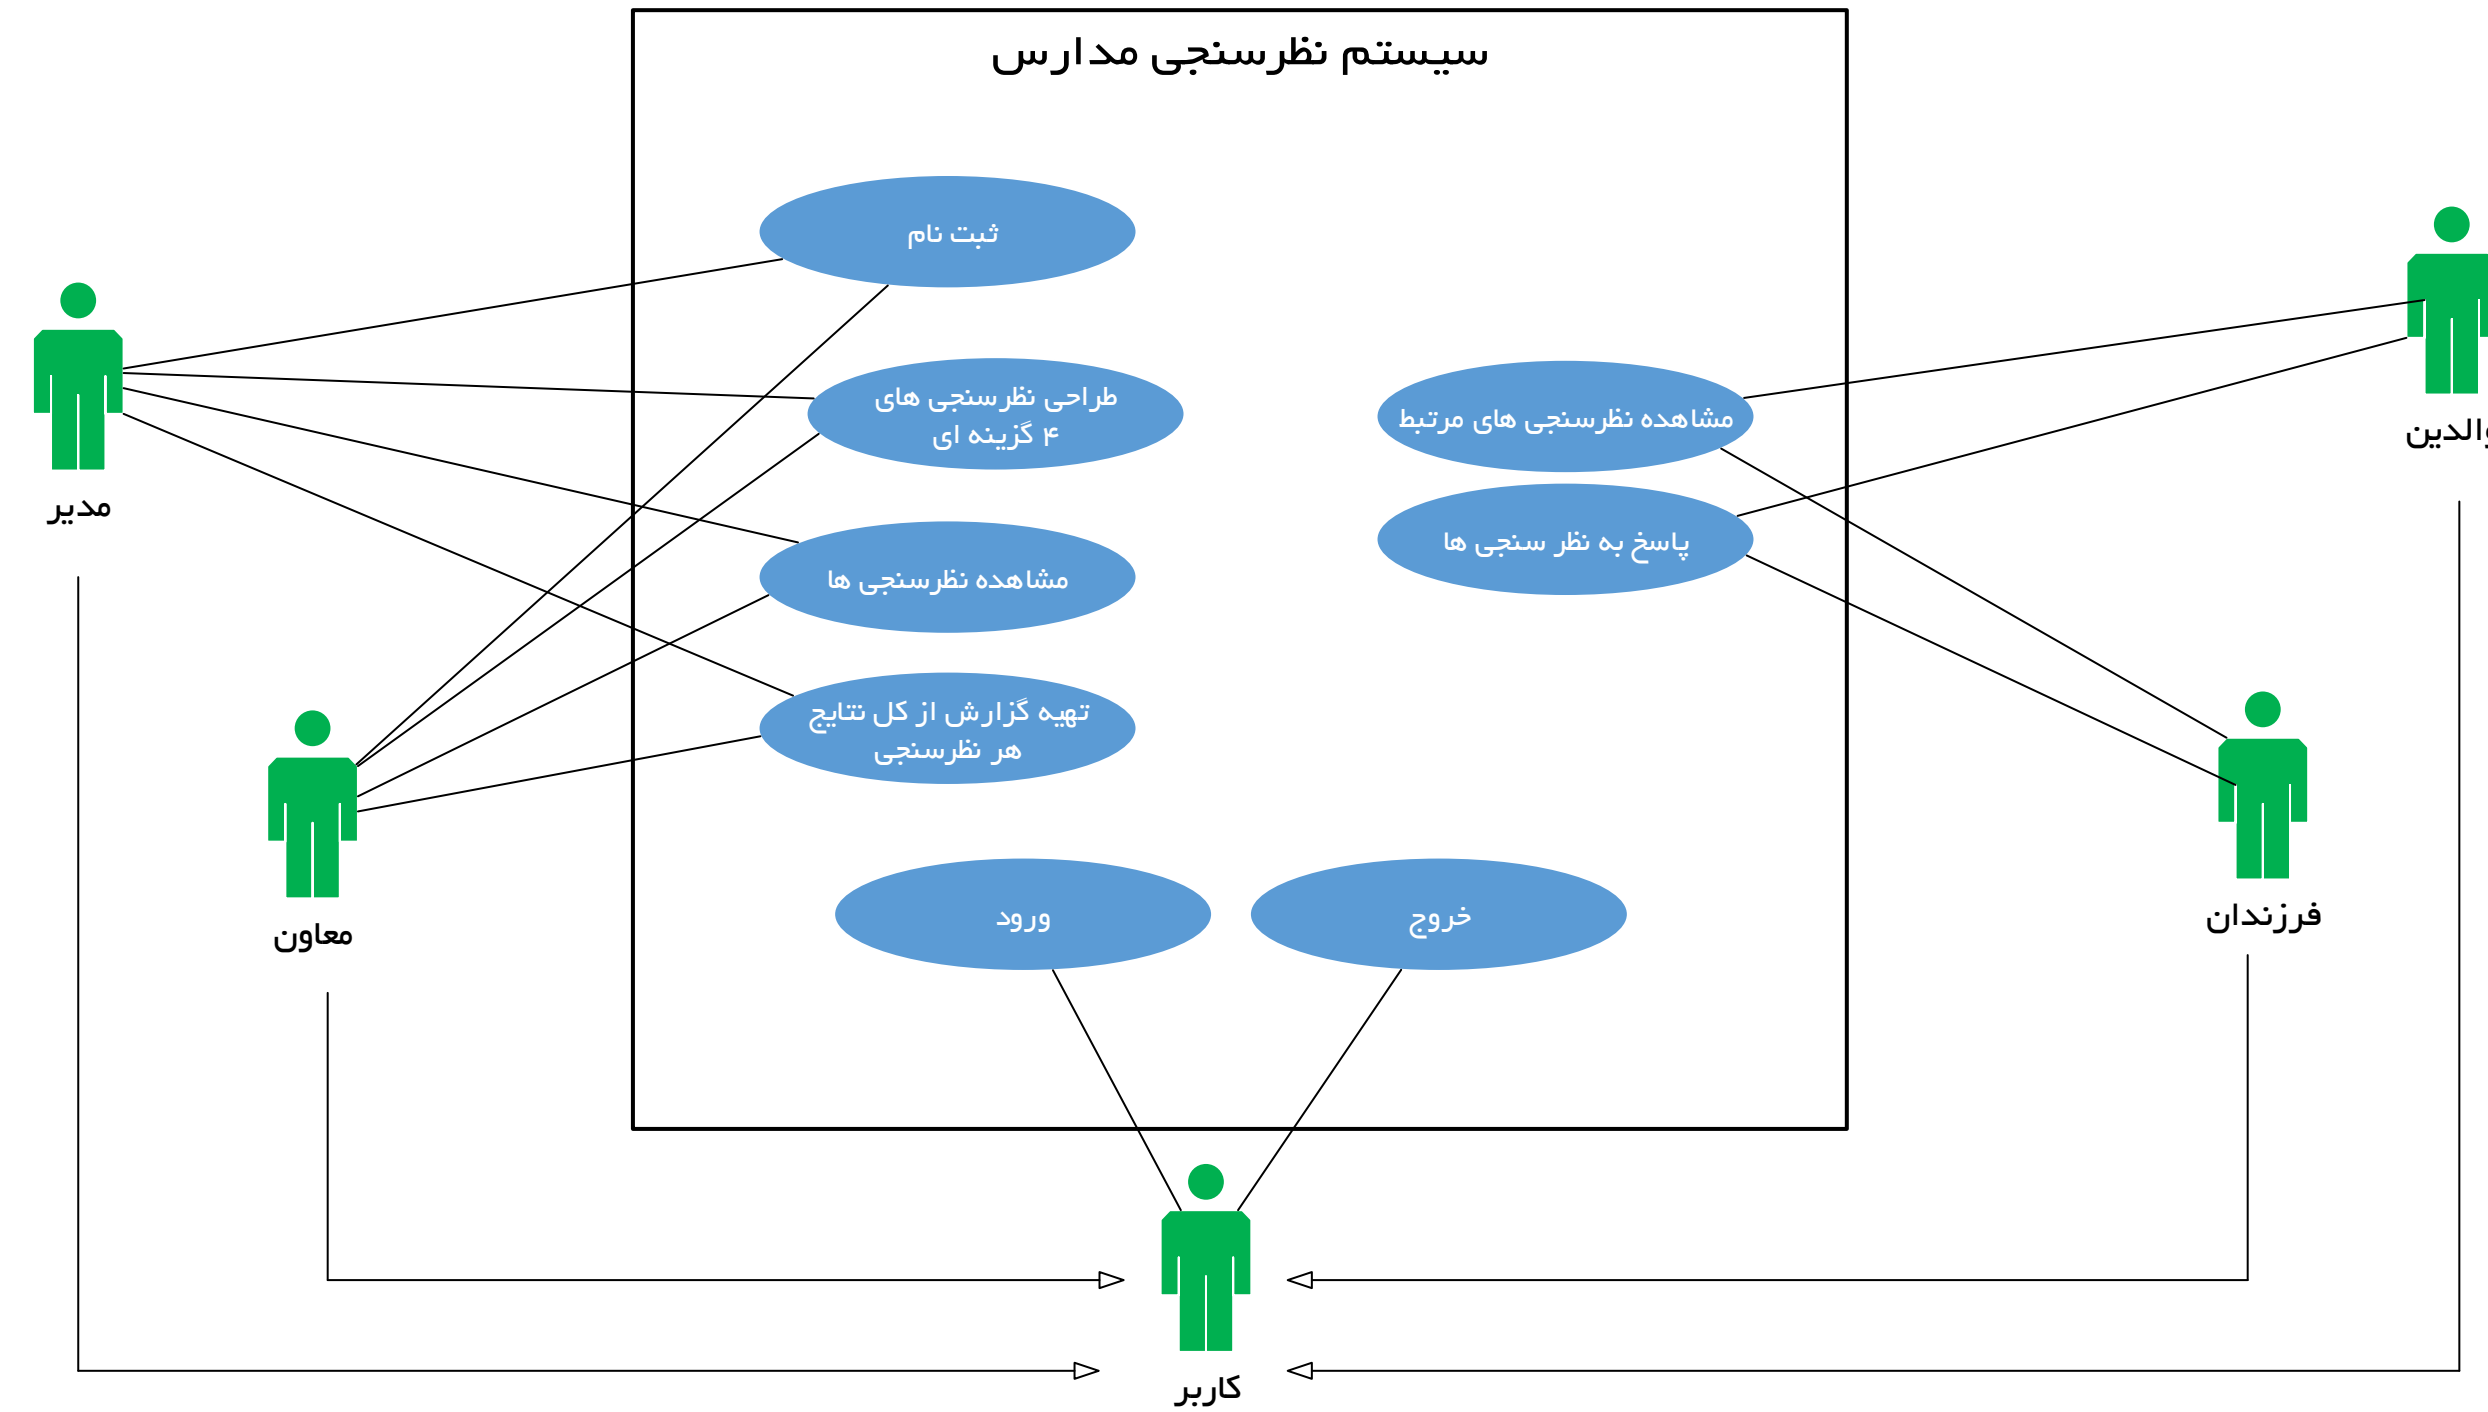 سیستم نظرسنجی مدارس
ثبت نام
طراحی نظرسنجی های
۴ گزینه ای
مشاهده نظرسنجی های مرتبط
پاسخ به نظر سنجی ها
مشاهده نظرسنجی ها
تهیه گزارش از کل نتایج
هر نظرسنجی
ورود
خروج
والدین
مدیر
فرزندان
معاون
کاربر